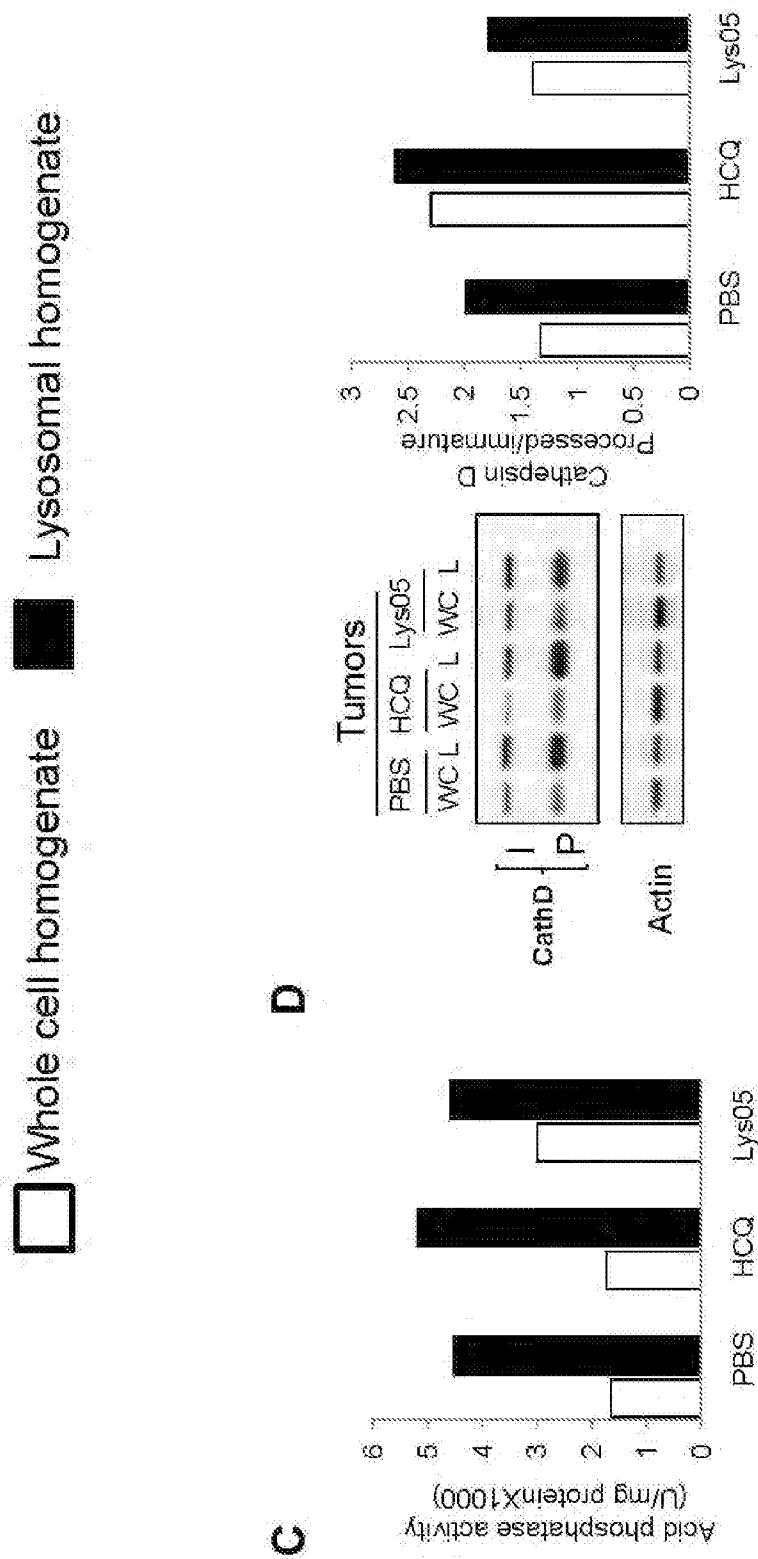 Whole cell homogenate
Lysosomal homogenate
C
Acid phosphatase activity
(U/mg proteinX1000)
6
5
4
3
2
1
0
PBS
HCQ
Lys05
D
Tumors
PBS HCQ Lys05
WC L WC L WC L
CathD
I
P
Actin
Cathepsin D
Processed/immature
3
2.5
2
1.5
1
0.5
0
PBS
HCQ
Lys05